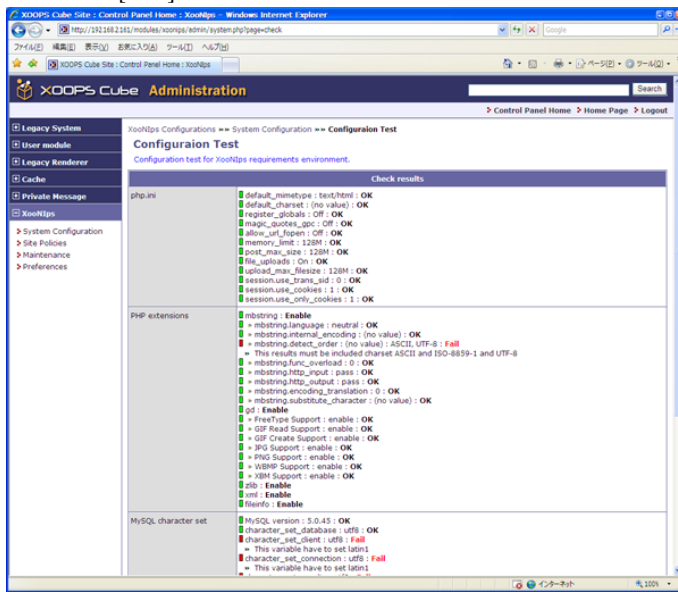 XOOPS Cube Site : Control Panel Home : XooNIps - Windows Internet Explorer
http://192.168.2.161/modules/xoonips/admin/system.php?page=check
Google
ファイル(F) 編集(E) 表示(V) お気に入り(A) ツール(T) ヘルプ(H)
XOOPS Cube Site : Control Panel Home : XooNIps
ページ(P) ツール(O)
XOOPS Cube Administration
Search
Control Panel Home Home Page Logout
Legacy System
User module
Legacy Renderer
Cache
Private Message
XooNIps
System Configuration
Site Policies
Maintenance
Preferences
XooNIps Configurations »» System Configuration »» Configuraion Test
Configuraion Test
Configuration test for XooNIps requirements environment.
Check results
php.ini
default_mimetype : text/html : OK
default_charset : (no value) : OK
register_globals : Off : OK
magic_quotes_gpc : Off : OK
allow_url_fopen : Off : OK
memory_limit : 128M : OK
post_max_size : 128M : OK
file_uploads : On : OK
upload_max_filesize : 128M : OK
session.use_trans_sid : 0 : OK
session.use_cookies : 1 : OK
session.use_only_cookies : 1 : OK
PHP extensions
mbstring : Enable
» mbstring.language : neutral : OK
» mbstring.internal_encoding : (no value) : OK
» mbstring.detect_order : (no value) : ASCII, UTF-8 : Fail
» This results must be included charset ASCII and ISO-8859-1 and UTF-8
» mbstring.func_overload : 0 : OK
» mbstring.http_input : pass : OK
» mbstring.http_output : pass : OK
» mbstring.encoding_translation : 0 : OK
» mbstring.substitute_character : (no value) : OK
gd : Enable
» FreeType Support : enable : OK
» GIF Read Support : enable : OK
» GIF Create Support : enable : OK
» JPG Support : enable : OK
» PNG Support : enable : OK
» WBMP Support : enable : OK
» XBM Support : enable : OK
zlib : Enable
xml : Enable
fileinfo : Enable
MySQL character set
MySQL version : 5.0.45 : OK
character_set_database : utf8 : OK
character_set_client : utf8 : Fail
» This variable have to set latin1
character_set_connection : utf8 : Fail
» This variable have to set latin1
インターネット
100%